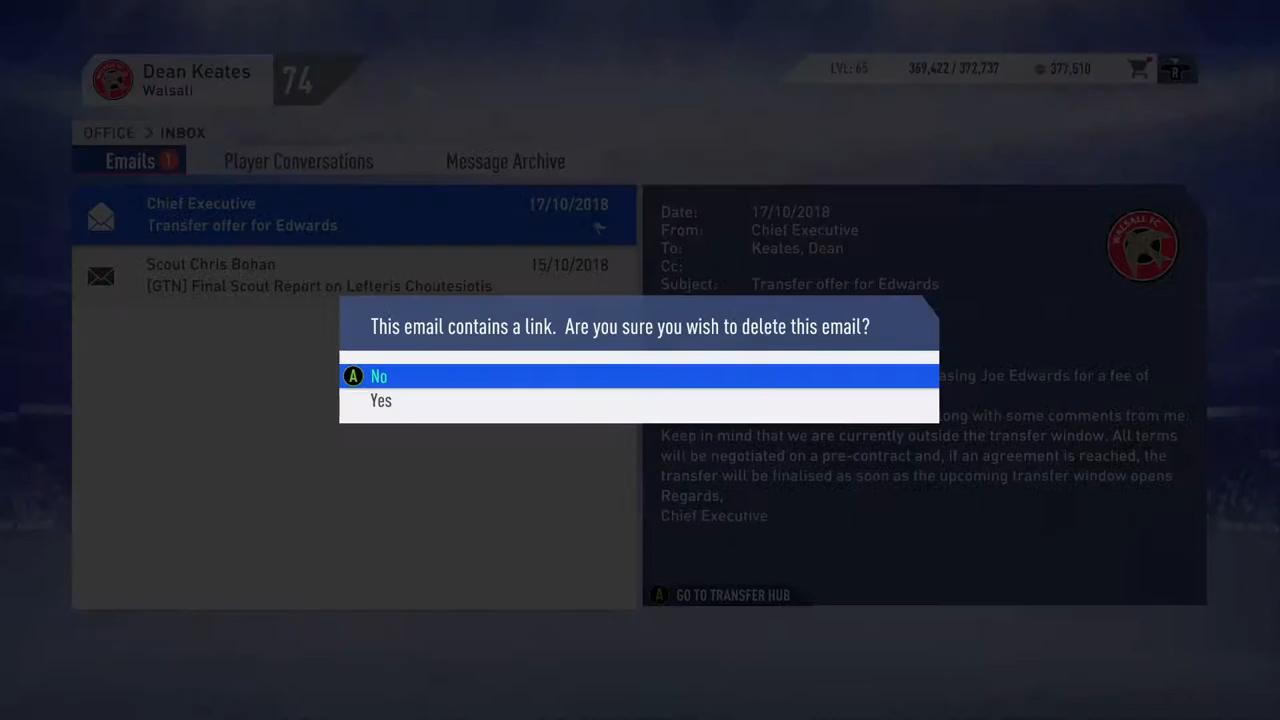 Dean Keates
Walsall
74
LVL: 65
369,422 / 372,737
377,510
R
OFFICE > INBOX
Emails 1
Player Conversations
Message Archive
Chief Executive
17/10/2018
Transfer offer for Edwards
Scout Chris Bohan
15/10/2018
[GTN] Final Scout Report on Lefteris Choutesiotis
Date: 17/10/2018
From: Chief Executive
To: Keates, Dean
Cc:
Subject: Transfer offer for Edwards
WALSALL FC
This email contains a link. Are you sure you wish to delete this email?
A No
Yes
asing Joe Edwards for a fee of
ong with some comments from me.
Keep in mind that we are currently outside the transfer window. All terms
will be negotiated on a pre-contract and, if an agreement is reached, the
transfer will be finalised as soon as the upcoming transfer window opens
Regards,
Chief Executive
A GO TO TRANSFER HUB